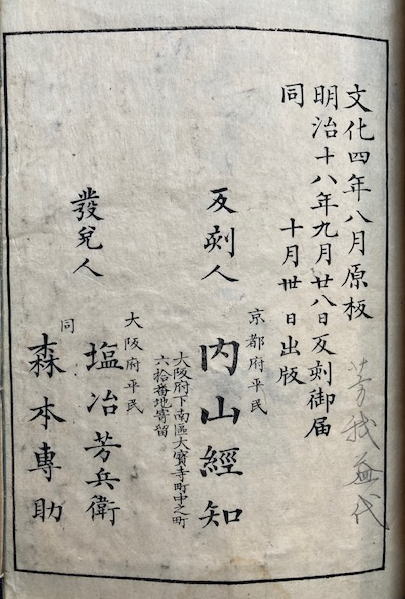 文化四年八月原板
明治十八年九月廿八日反刻御届
同　十月卅日出版
京都府平民
反刻人　内山經知
大阪府下南區大寶寺町中之町
六拾番地寄留
大阪府平民
發兌人　塩冶芳兵衛
同
森本專助